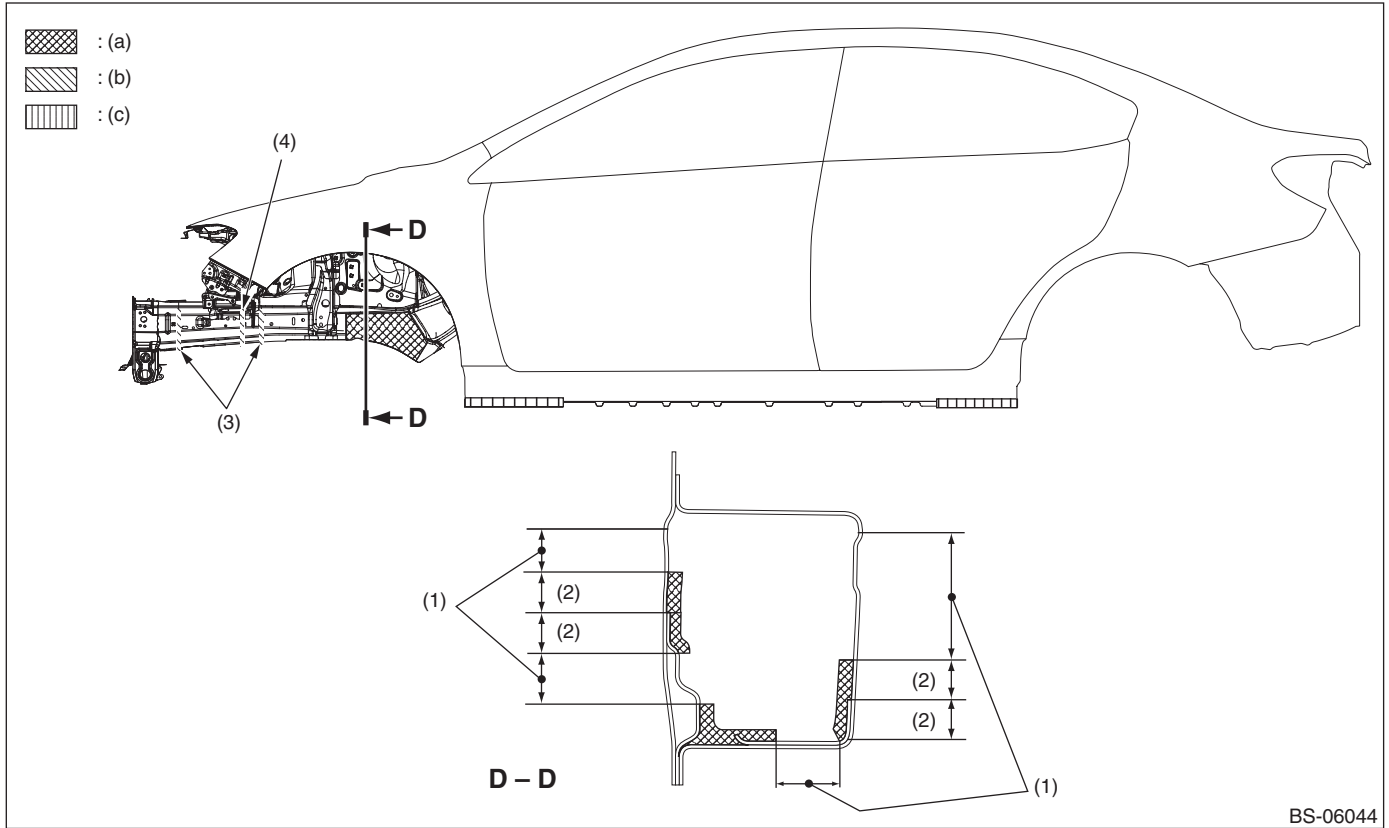 : (a)
: (b)
: (c)
(4)
D
D
(3)
(1)
(2)
(2)
(2)
(2)
(1)
D – D
BS-06044